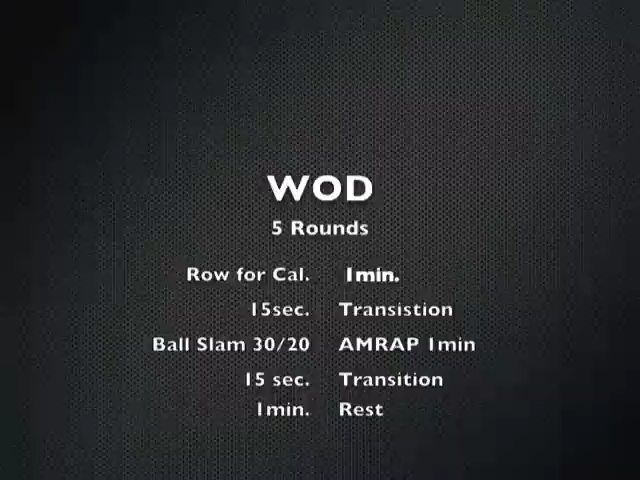 WOD
5 Rounds
Row for Cal. 1min.
15sec. Transistion
Ball Slam 30/20 AMRAP 1min
15 sec. Transition
1min. Rest